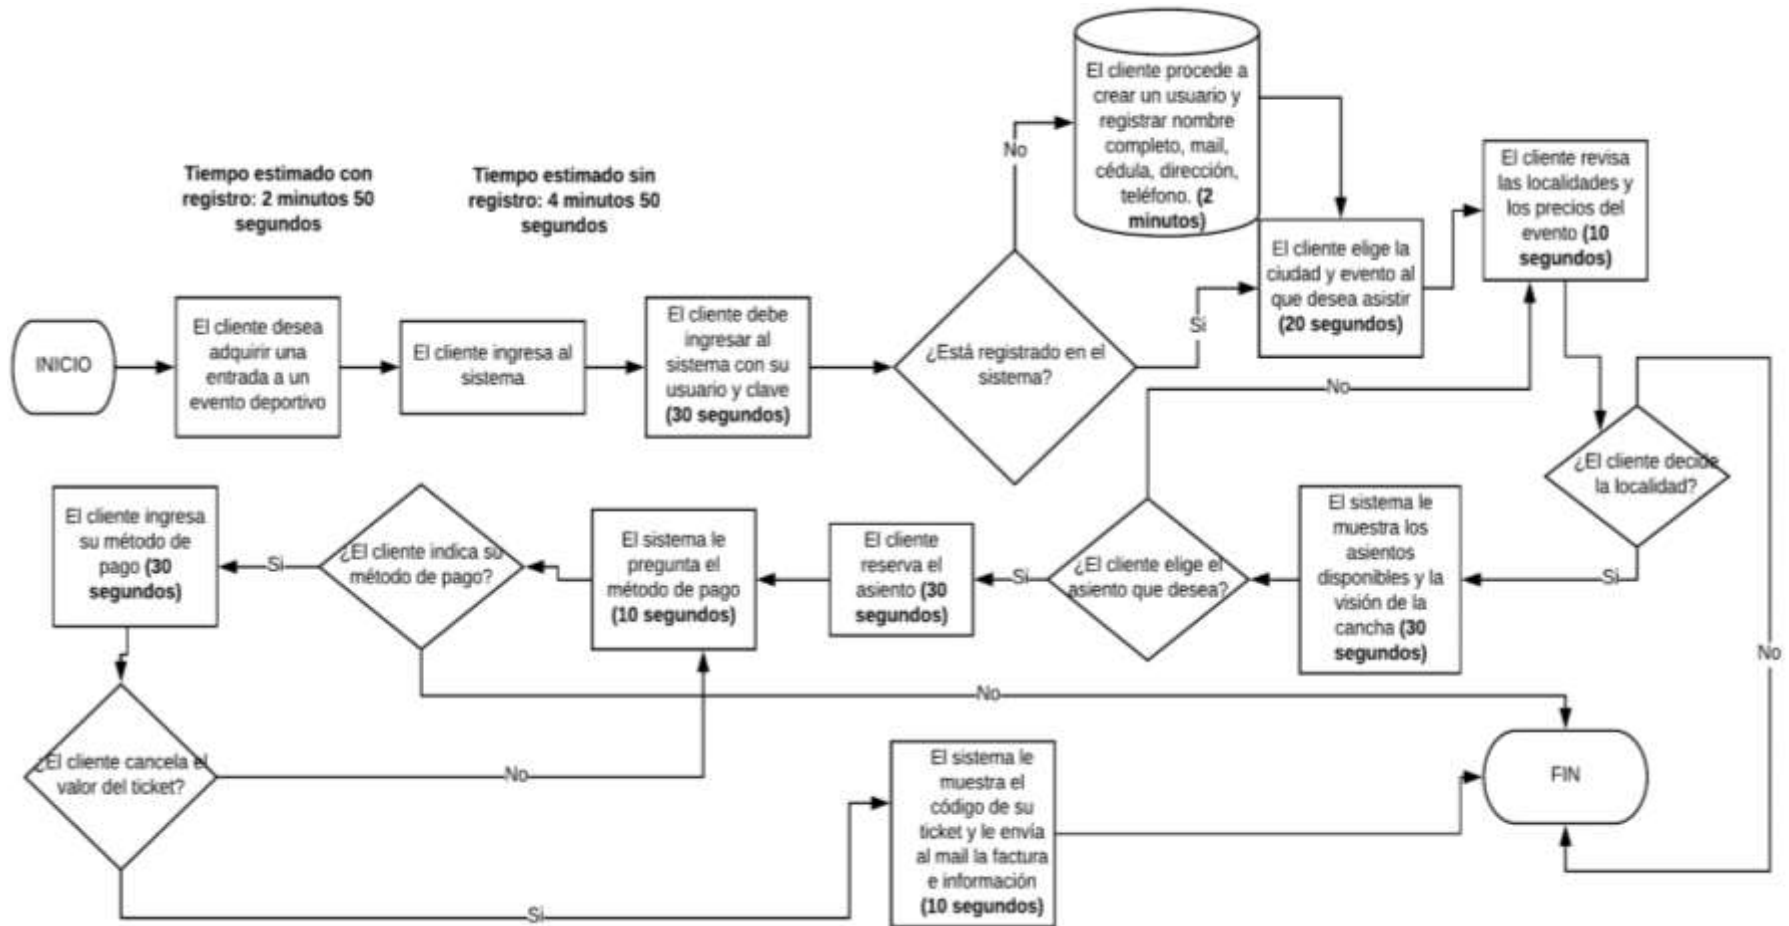 Tiempo estimado con
registro: 2 minutos 50
segundos
Tiempo estimado sin
registro: 4 minutos 50
segundos
INICIO
El cliente desea
adquirir una
entrada a un
evento deportivo
El cliente ingresa al
sistema
El cliente debe
ingresar al
sistema con su
usuario y clave
(30 segundos)
¿Está registrado en el
sistema?
No
El cliente procede a
crear un usuario y
registrar nombre
completo, mail,
cédula, dirección,
teléfono. (2
minutos)
Si
El cliente elige la
ciudad y evento al
que desea asistir
(20 segundos)
El cliente revisa
las localidades y
los precios del
evento (10
segundos)
¿El cliente decide
la localidad?
No
Si
El sistema le
muestra los
asientos
disponibles y la
visión de la
cancha (30
segundos)
¿El cliente elige el
asiento que desea?
No
Si
El cliente
reserva el
asiento (30
segundos)
El sistema le
pregunta el
método de pago
(10 segundos)
¿El cliente indica su
método de pago?
No
Si
El cliente ingresa
su método de
pago (30
segundos)
¿El cliente cancela el
valor del ticket?
No
Si
El sistema le
muestra el
código de su
ticket y le envía
al mail la factura
e información
(10 segundos)
FIN